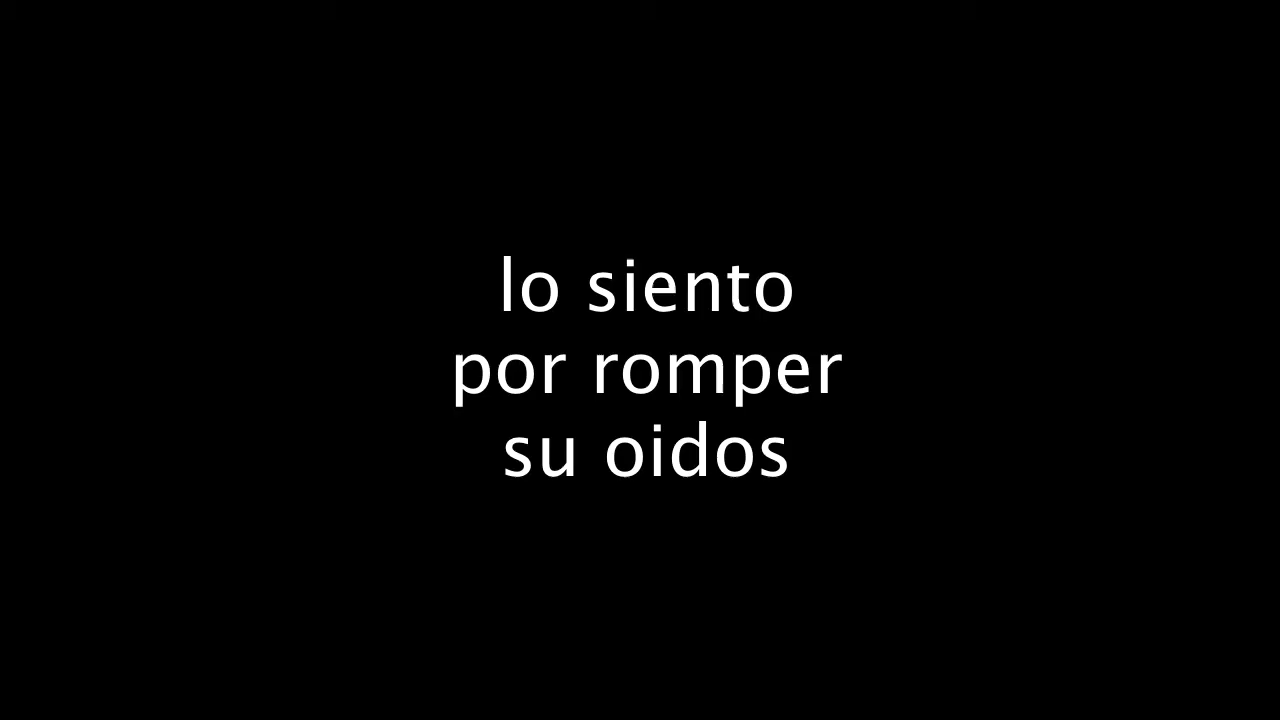 lo siento
por romper
su oidos